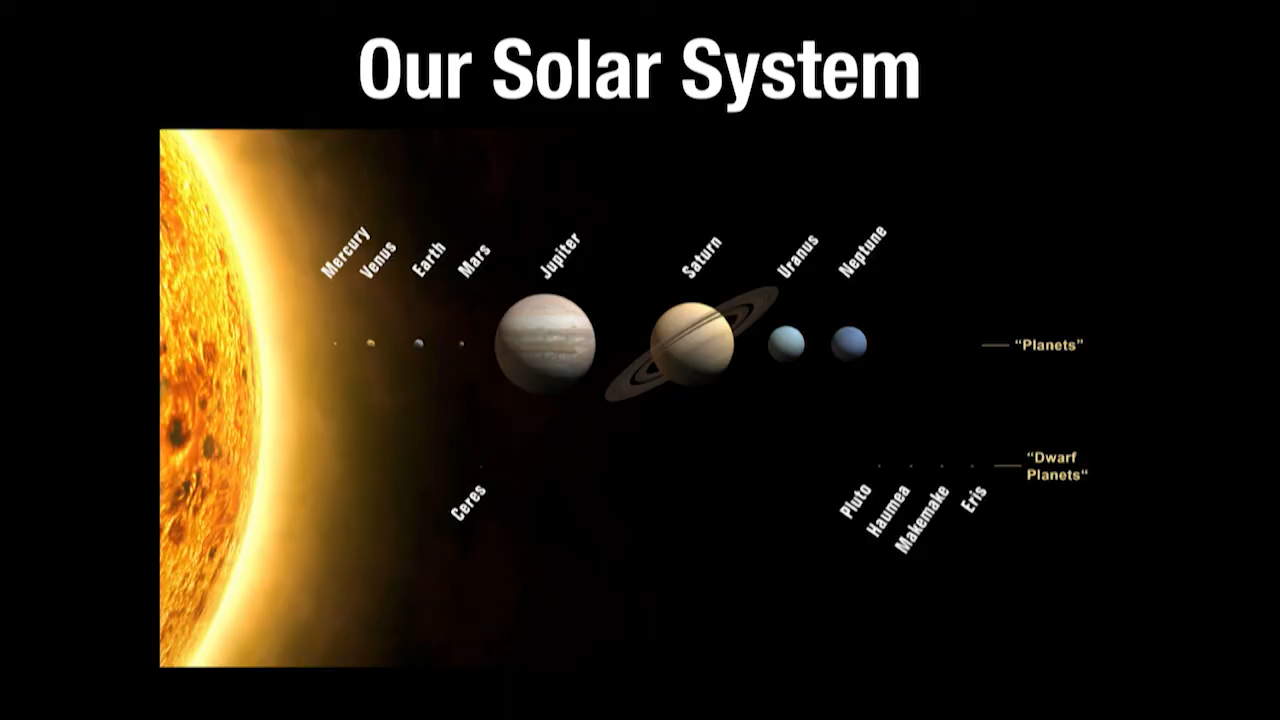 Our Solar System
Mercury
Venus
Earth
Mars
Jupiter
Saturn
Uranus
Neptune
“Planets”
“Dwarf
Planets“
Ceres
Pluto
Haumea
Makemake
Eris